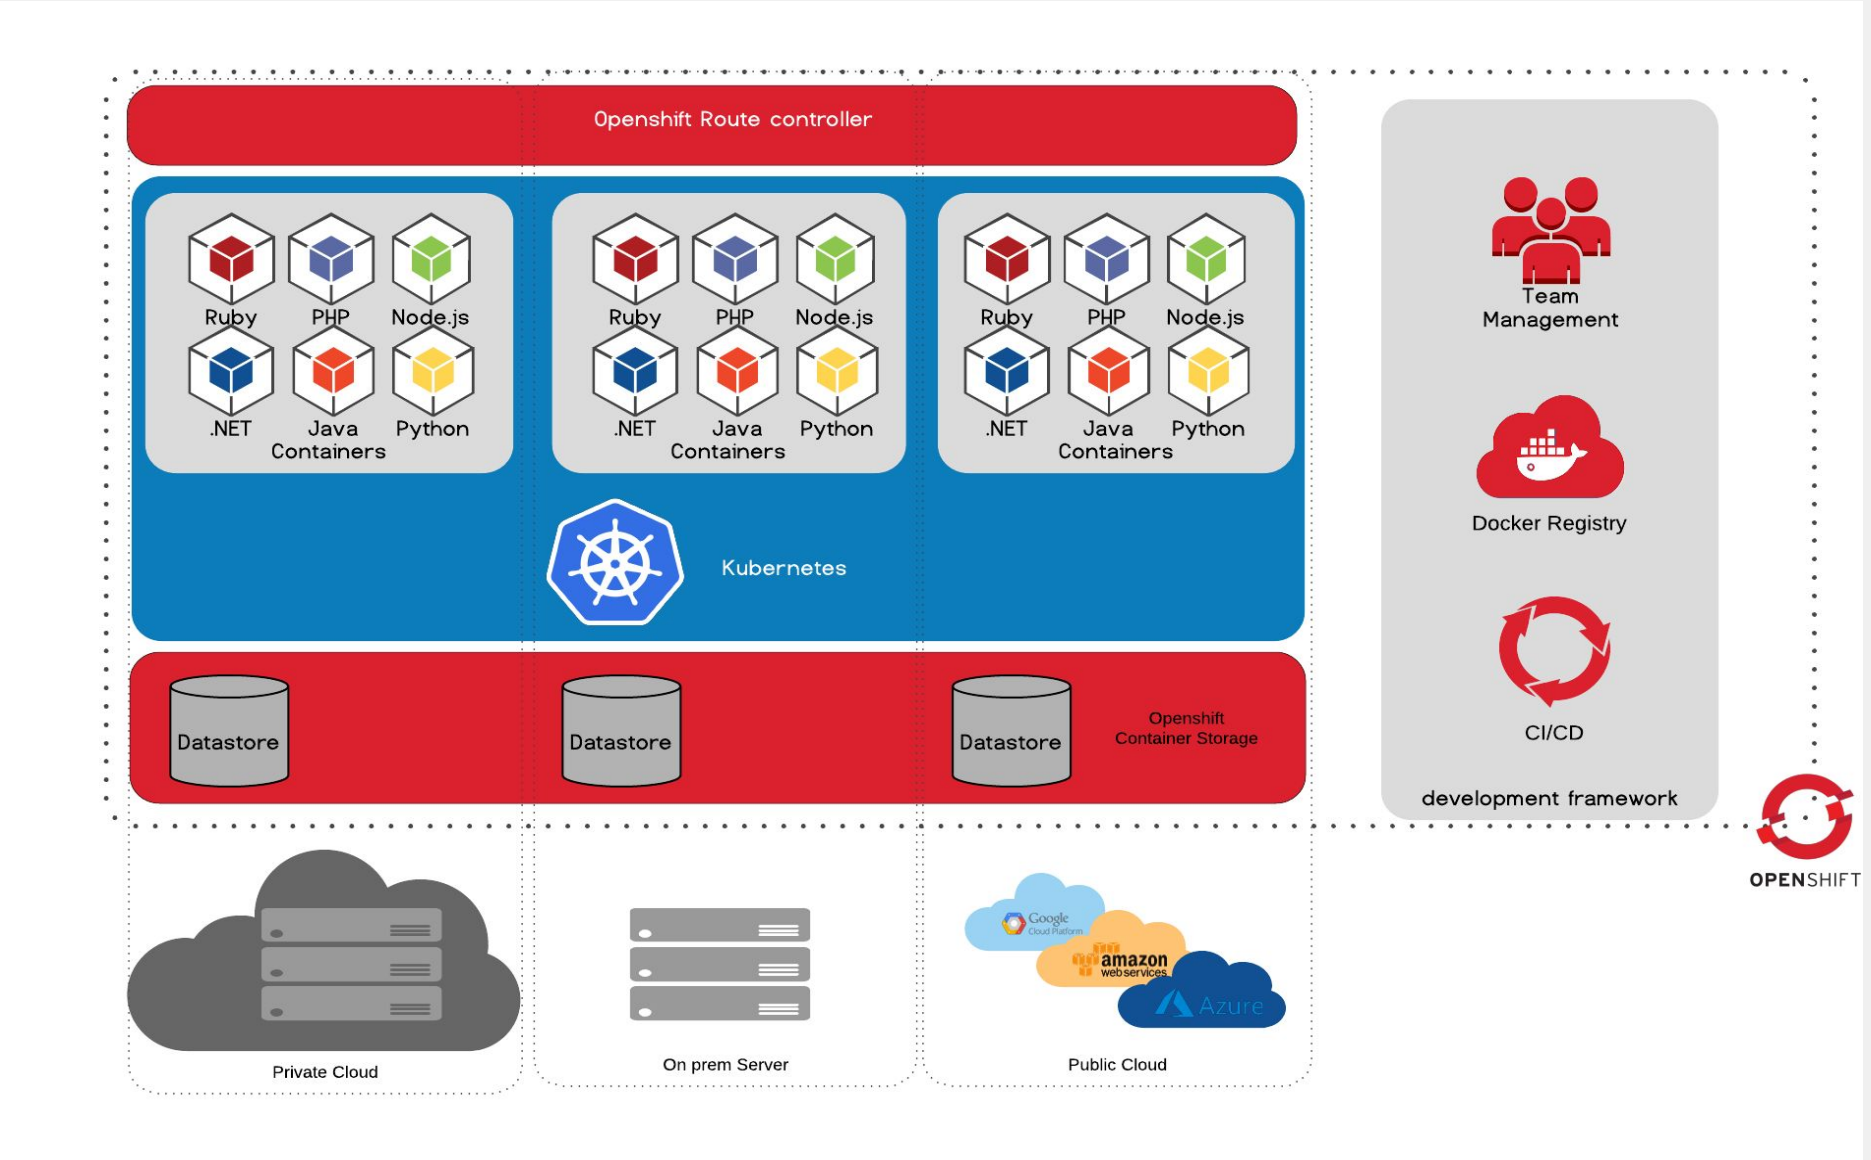 Openshift Route controller
Ruby PHP Node.js
.NET Java Python
Containers
Ruby PHP Node.js
.NET Java Python
Containers
Ruby PHP Node.js
.NET Java Python
Containers
Kubernetes
Datastore
Datastore
Datastore
Openshift
Container Storage
Team
Management
Docker Registry
CI/CD
development framework
OPENSHIFT
Private Cloud
On prem Server
Google
Cloud Platform
amazon
webservices
Azure
Public Cloud